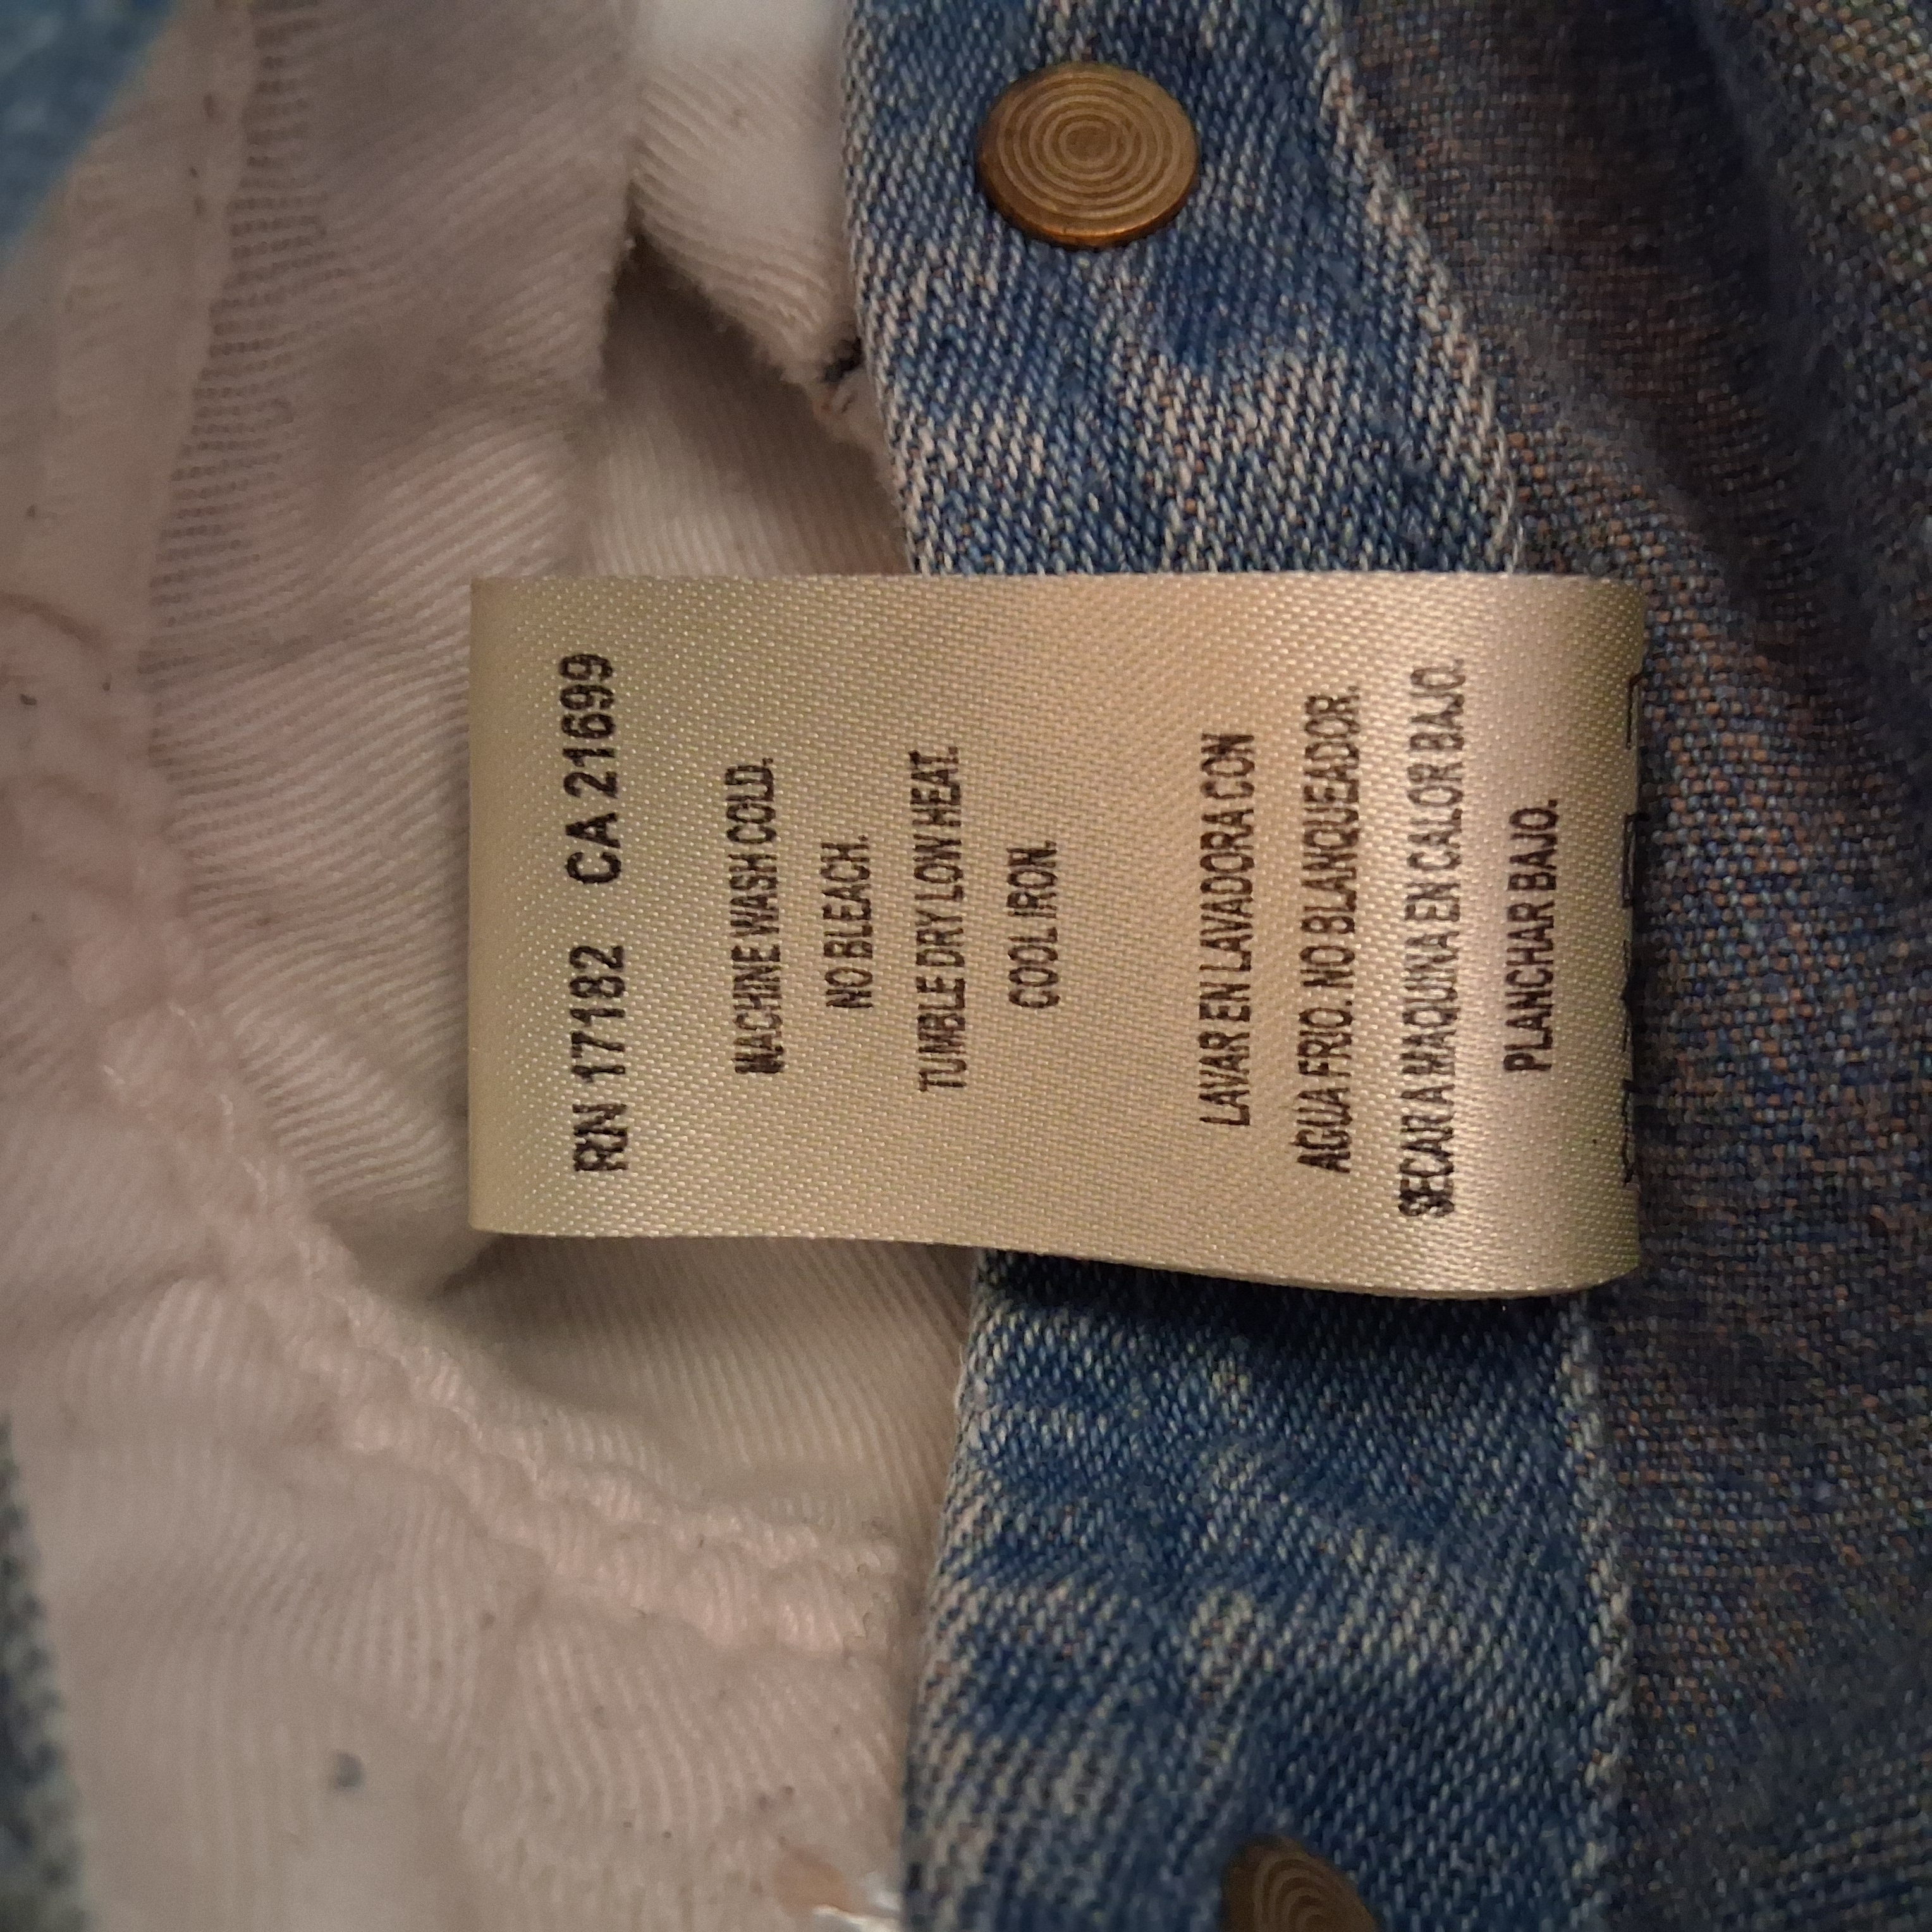 RN 17182 CA 21699
MACHINE WASH COLD.
NO BLEACH.
TUMBLE DRY LOW HEAT.
COOL IRON.
LAVAR EN LAVADORA CON
AGUA FRIO. NO BLANQUEADOR.
SECAR A MAQUINA EN CALOR BAJO.
PLANCHAR BAJO.